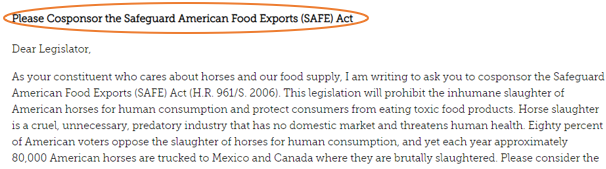 Please Cosponsor the Safeguard American Food Exports (SAFE) Act
Dear Legislator,
As your constituent who cares about horses and our food supply, I am writing to ask you to cosponsor the Safeguard
American Food Exports (SAFE) Act (H.R. 961/S. 2006). This legislation will prohibit the inhumane slaughter of
American horses for human consumption and protect consumers from eating toxic food products. Horse slaughter
is a cruel, unnecessary, predatory industry that has no domestic market and threatens human health. Eighty percent
of American voters oppose the slaughter of horses for human consumption, and yet each year approximately
80,000 American horses are trucked to Mexico and Canada where they are brutally slaughtered. Please consider the